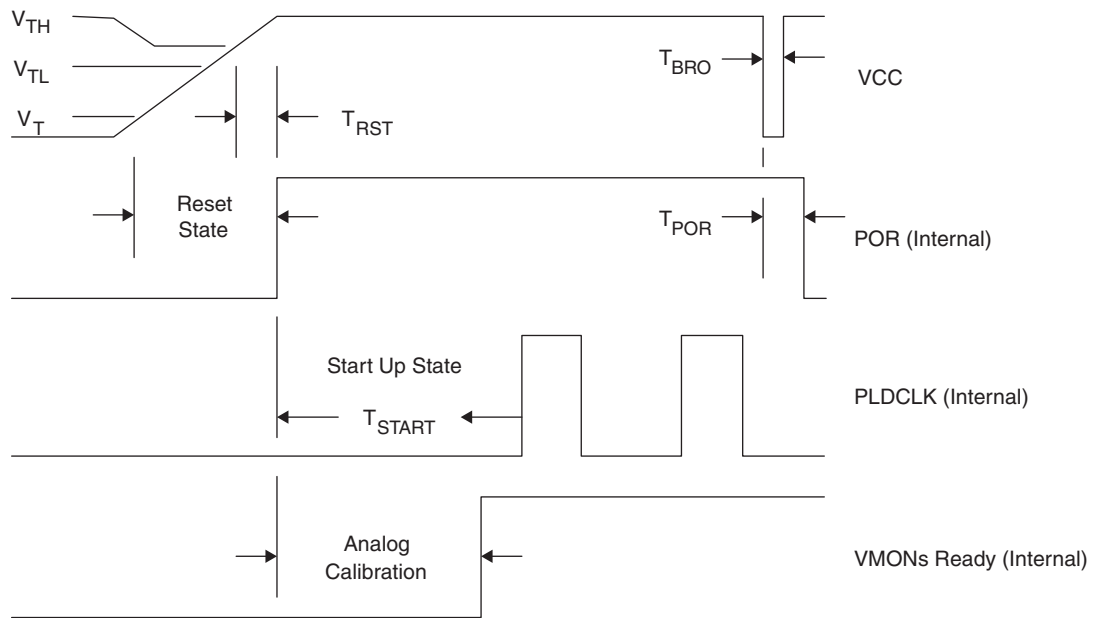 VTH
VTL
VT
TRST
TBRO
VCC
Reset
State
TPOR
POR (Internal)
Start Up State
TSTART
PLDCLK (Internal)
Analog
Calibration
VMONs Ready (Internal)